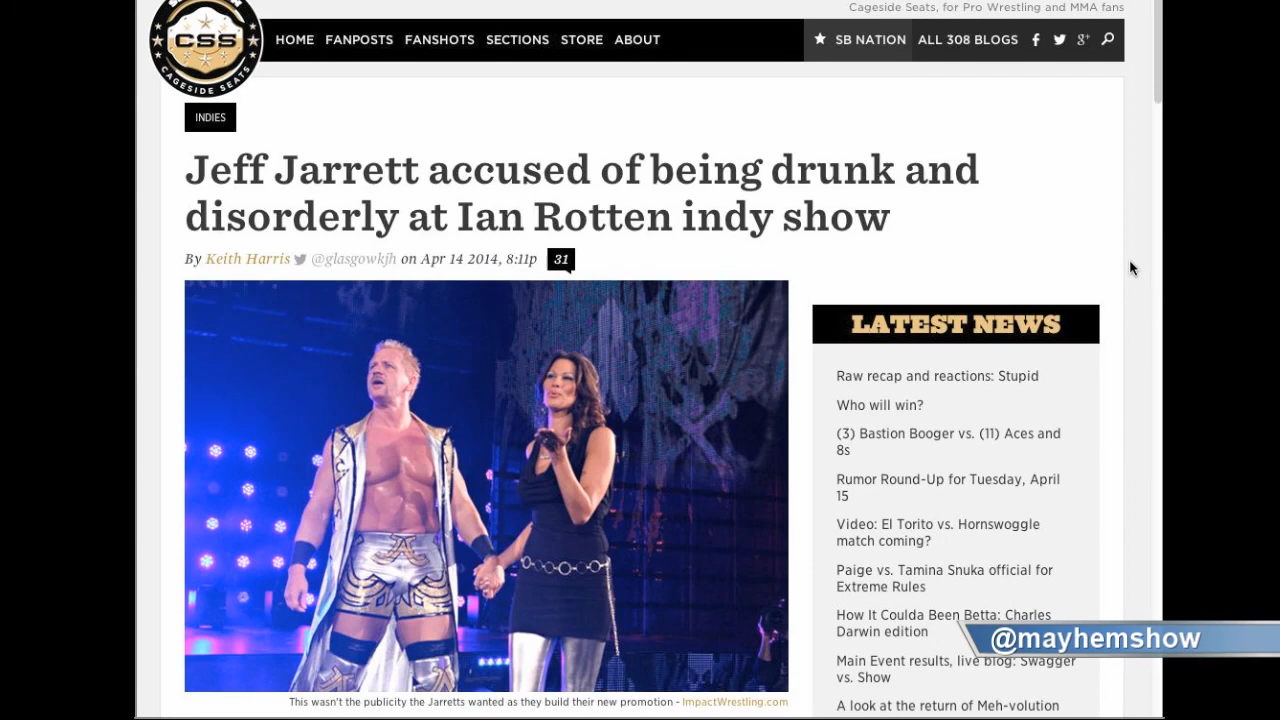 Cageside Seats, for Pro Wrestling and MMA fans
CSS
CAGESIDE SEATS
HOME FANPOSTS FANSHOTS SECTIONS STORE ABOUT
SB NATION ALL 308 BLOGS
INDIES
Jeff Jarrett accused of being drunk and
disorderly at Ian Rotten indy show
By Keith Harris @glasgowkjh on Apr 14 2014, 8:11p 31
LATEST NEWS
Raw recap and reactions: Stupid
Who will win?
(3) Bastion Booger vs. (11) Aces and
8s
Rumor Round-Up for Tuesday, April
15
Video: El Torito vs. Hornswoggle
match coming?
Paige vs. Tamina Snuka official for
Extreme Rules
How It Coulda Been Betta: Charles
Darwin edition
@mayhemshow
Main Event results, live blog: Swagger
vs. Show
A look at the return of Meh-volution
This wasn't the publicity the Jarretts wanted as they build their new promotion - ImpactWrestling.com